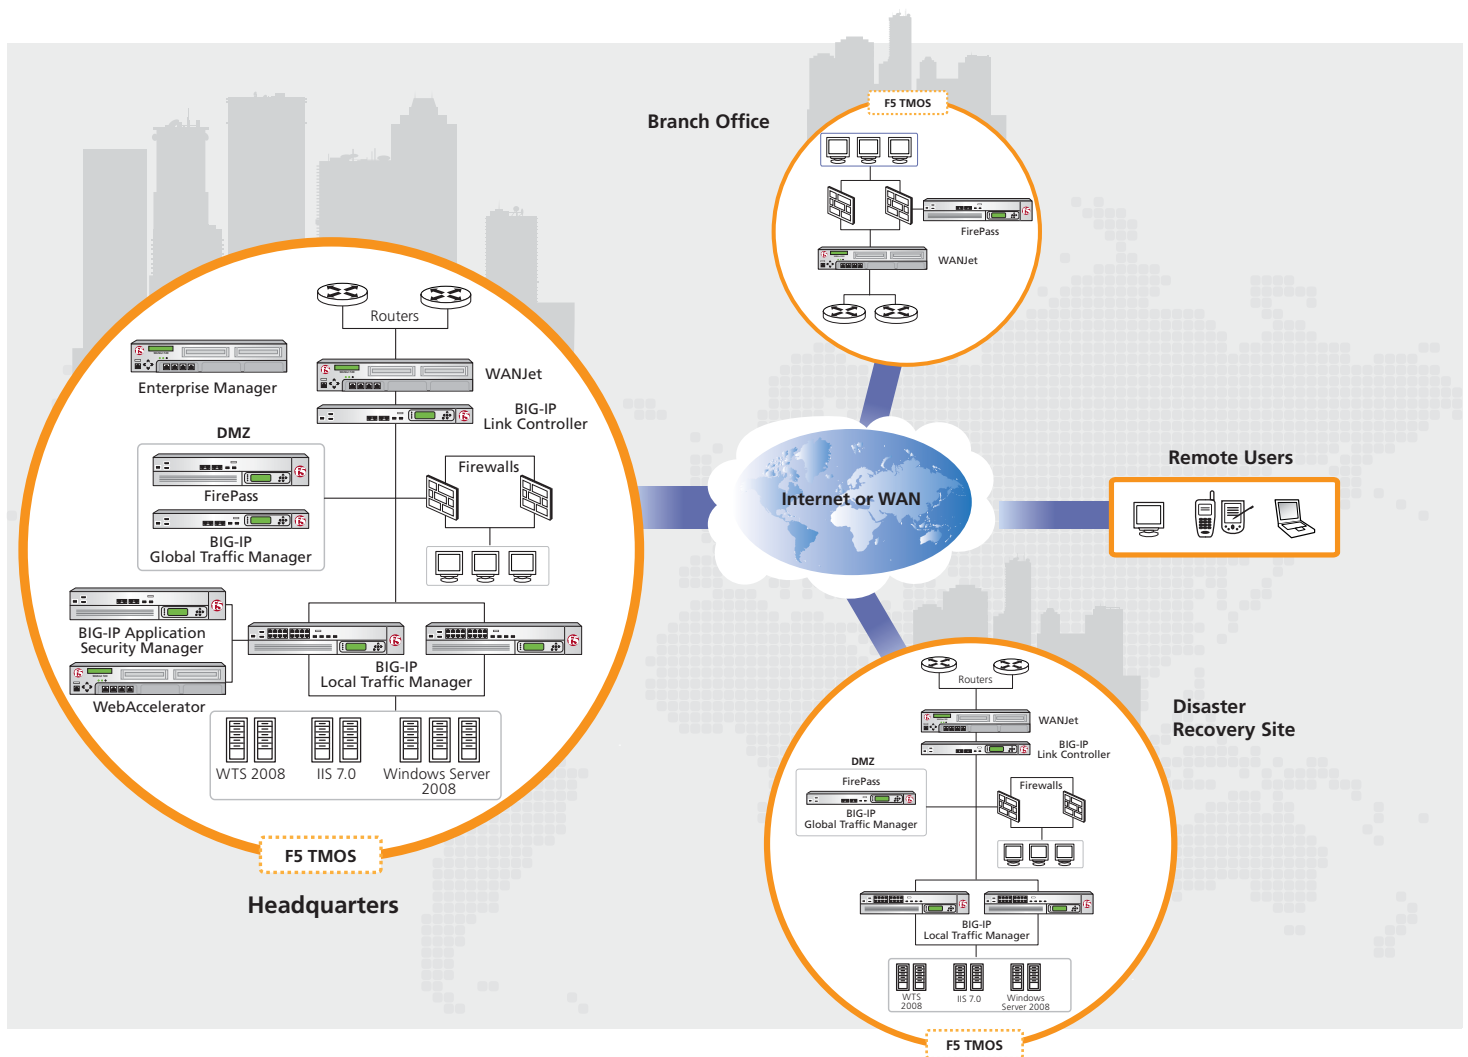 F5 TMOS
Branch Office
FirePass
WANJet
Routers
Enterprise Manager
WANJet
BIG-IP
Link Controller
DMZ
FirePass
BIG-IP
Global Traffic Manager
Firewalls
BIG-IP Application
Security Manager
WebAccelerator
BIG-IP
Local Traffic Manager
WTS 2008
IIS 7.0
Windows Server
2008
F5 TMOS
Headquarters
Internet or WAN
Remote Users
Disaster
Recovery Site
Routers
WANJet
BIG-IP
Link Controller
DMZ
FirePass
BIG-IP
Global Traffic Manager
Firewalls
BIG-IP
Local Traffic Manager
WTS
2008
IIS 7.0
Windows
Server 2008
F5 TMOS